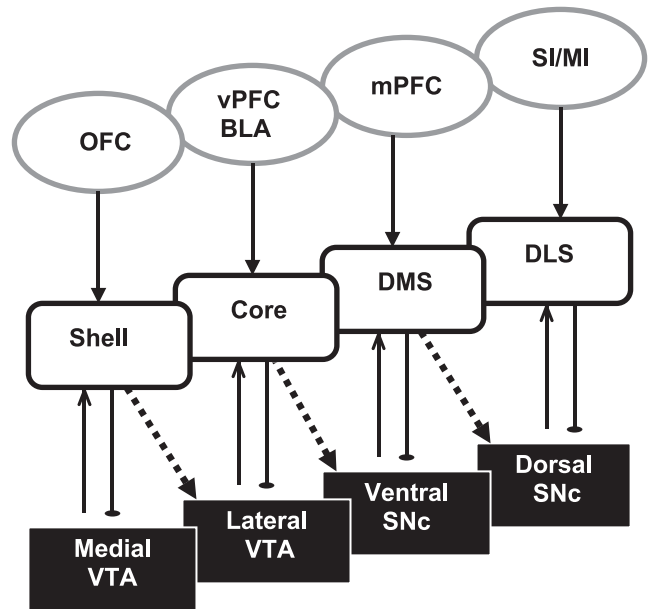 OFC
vPFC
BLA
mPFC
SI/MI
Shell
Core
DMS
DLS
Medial
VTA
Lateral
VTA
Ventral
SNc
Dorsal
SNc